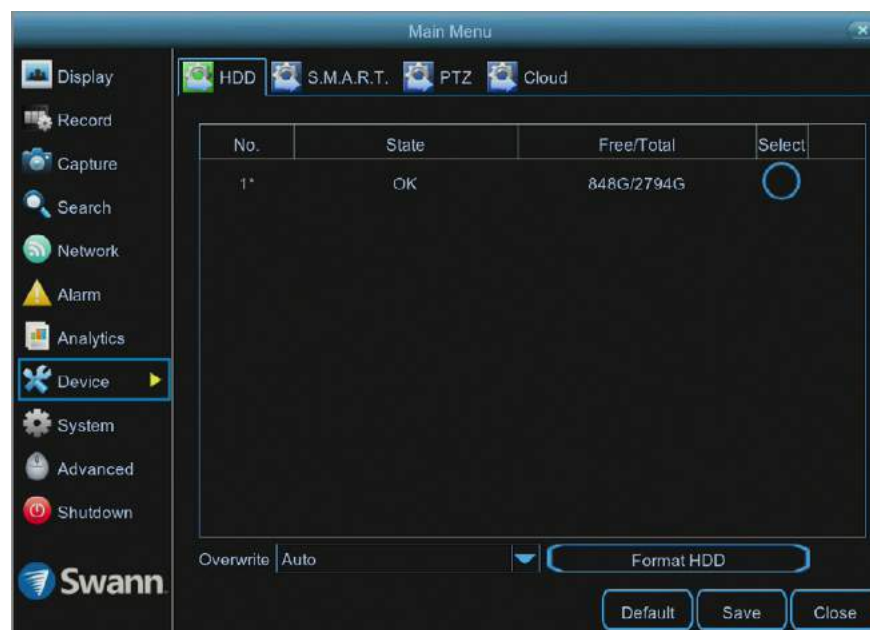 Main Menu
Display
Record
Capture
Search
Network
Alarm
Analytics
Device
System
Advanced
Shutdown
Swann
HDD S.M.A.R.T. PTZ Cloud
No. State Free/Total Select
1* OK 848G/2794G
Overwrite Auto Format HDD
Default Save Close